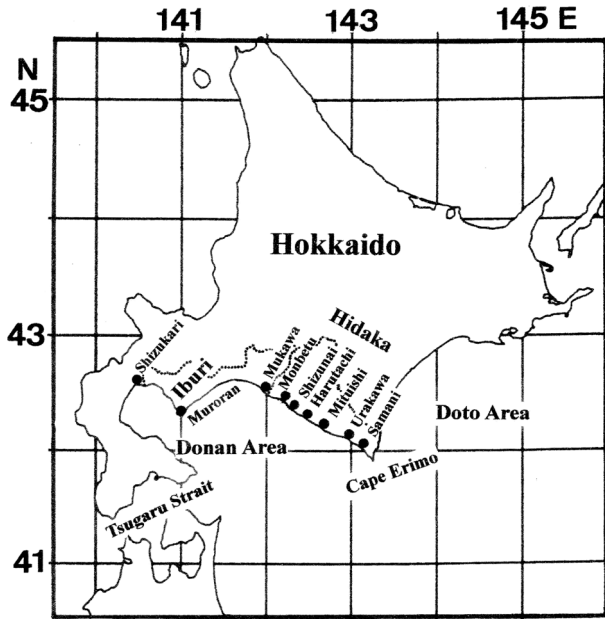 141 143 145 E
N
45
Hokkaido
43
Shizukari
Iburi
Muroran
Hidaka
Mukawa
Monbetu
Shizunai
Harutachi
Mituishi
Urakawa
Samani
Doto Area
Donan Area
Cape Erimo
Tsugaru Strait
41